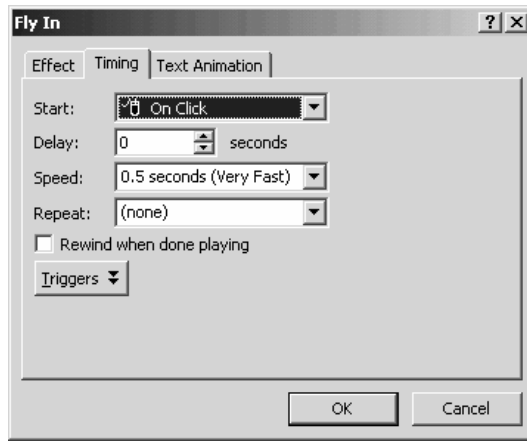 Fly In
Effect Timing Text Animation
Start: On Click
Delay: 0 seconds
Speed: 0.5 seconds (Very Fast)
Repeat: (none)
Rewind when done playing
Triggers
OK Cancel